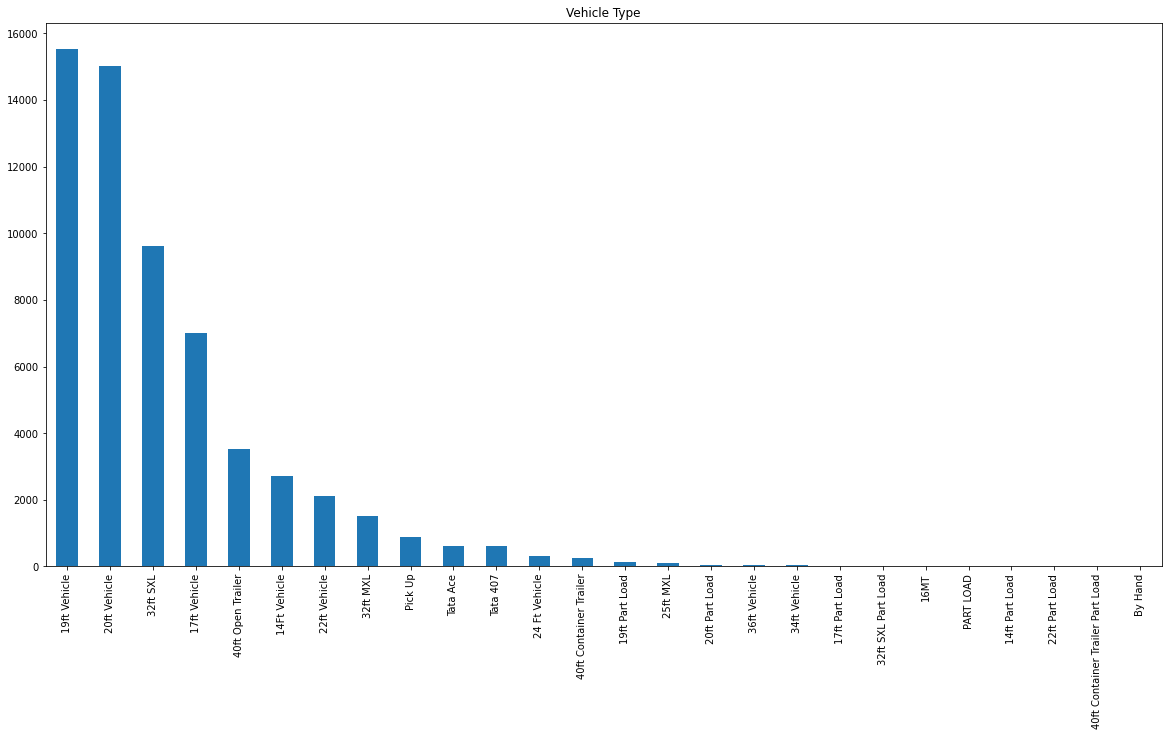 Vehicle Type
16000
14000
12000
10000
8000
6000
4000
2000
0
19ft Vehicle
20ft Vehicle
32ft SXL
17ft Vehicle
40ft Open Trailer
14Ft Vehicle
22ft Vehicle
32ft MXL
Pick Up
Tata Ace
Tata 407
24 Ft Vehicle
40ft Container Trailer
19ft Part Load
25ft MXL
20ft Part Load
36ft Vehicle
34ft Vehicle
17ft Part Load
32ft SXL Part Load
16MT
PART LOAD
14ft Part Load
22ft Part Load
40ft Container Trailer Part Load
By Hand